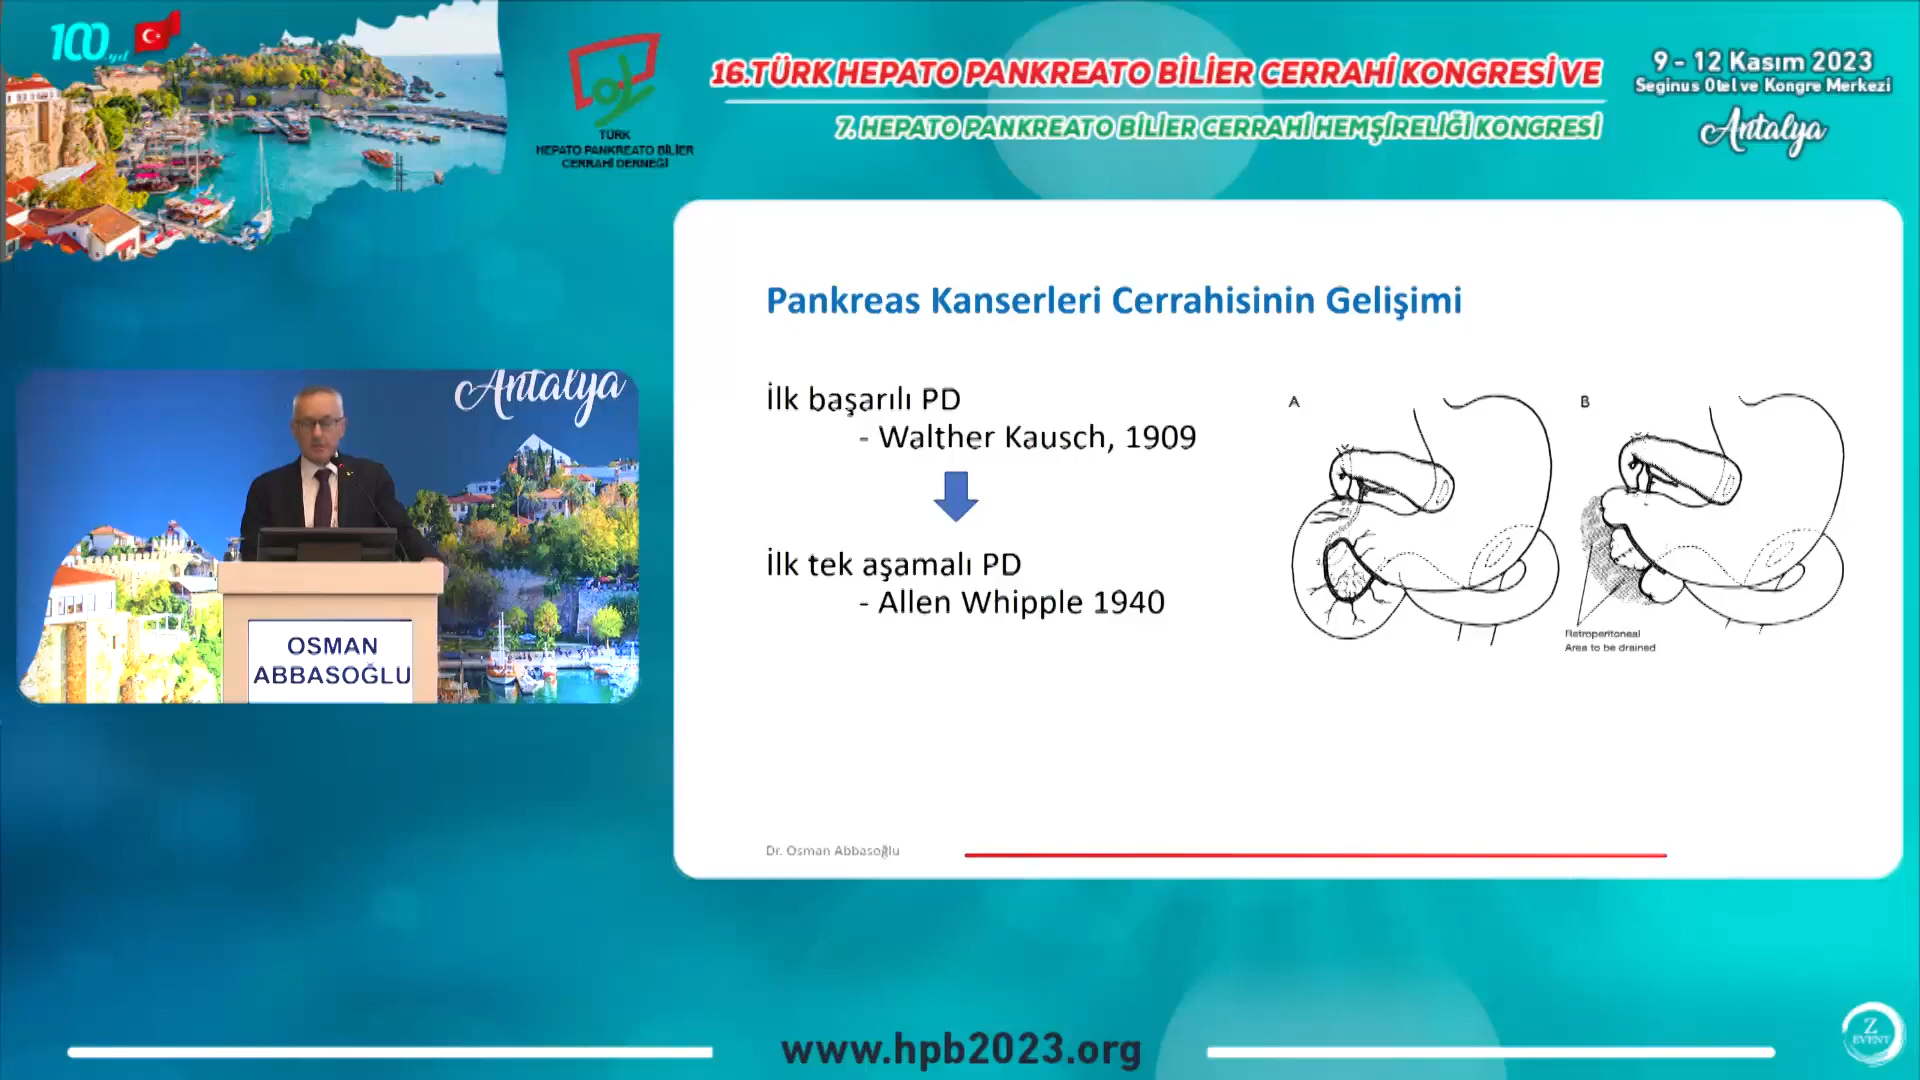 100.yıl
TÜRK
HEPATO PANKREATO BİLİER
CERRAHİ DERNEĞİ
16.TÜRK HEPATO PANKREATO BİLİER CERRAHİ KONGRESİ VE
7. HEPATO PANKREATO BİLİER CERRAHİ HEMŞİRELİĞİ KONGRESİ
9 - 12 Kasım 2023
Seginus Otel ve Kongre Merkezi
Antalya
Antalya
OSMAN
ABBASOĞLU
Pankreas Kanserleri Cerrahisinin Gelişimi
İlk başarılı PD
- Walther Kausch, 1909
İlk tek aşamalı PD
- Allen Whipple 1940
A
B
Retroperitoneal
Area to be drained
Dr. Osman Abbasoğlu
www.hpb2023.org
Z
EVENT